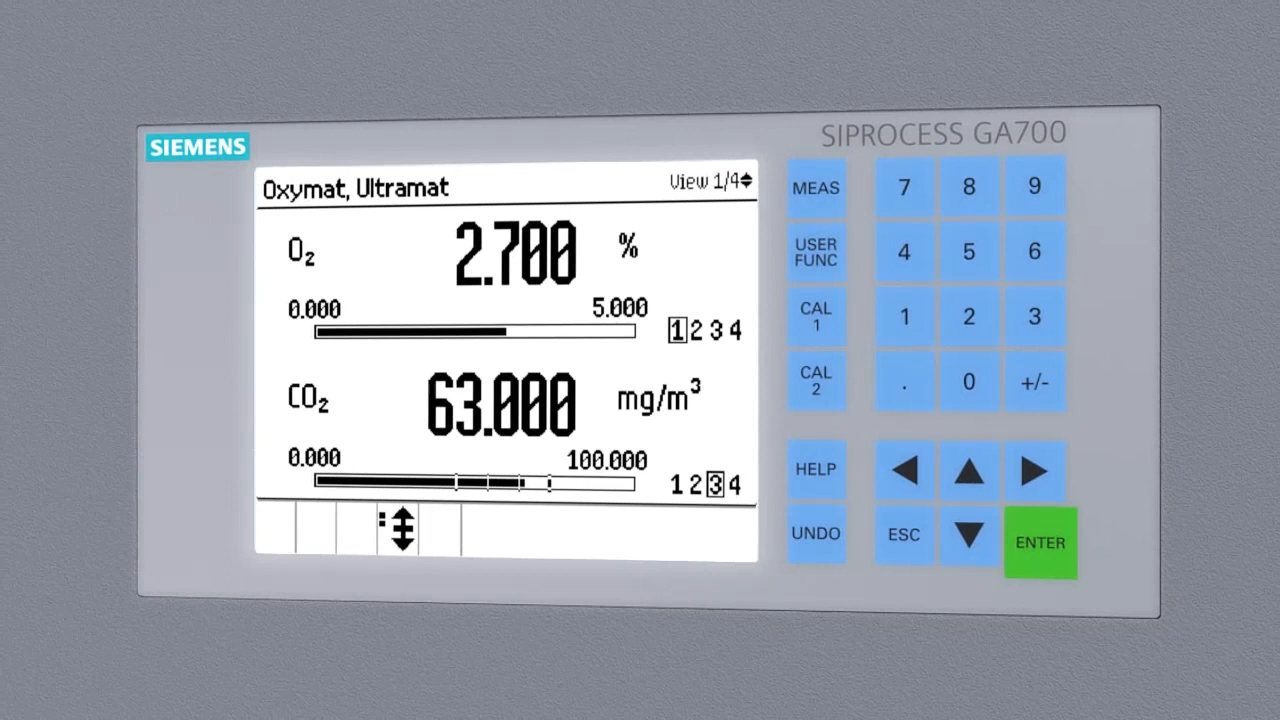 SIEMENS
SIPROCESS GA700
Oxymat, Ultramat
View 1/4
O₂ 2.700 %
0.000 5.000
1 2 3 4
CO₂ 63.000 mg/m³
0.000 100.000
1 2 3 4
MEAS 7 8 9
USER FUNC 4 5 6
CAL 1 1 2 3
CAL 2 . 0 +/-
HELP
UNDO ESC ENTER